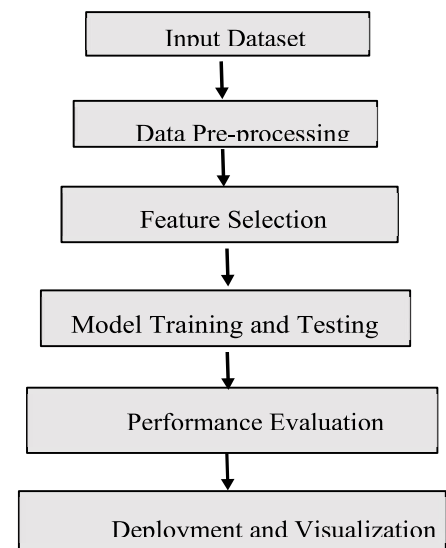 Input Dataset
Data Pre-processing
Feature Selection
Model Training and Testing
Performance Evaluation
Deployment and Visualization